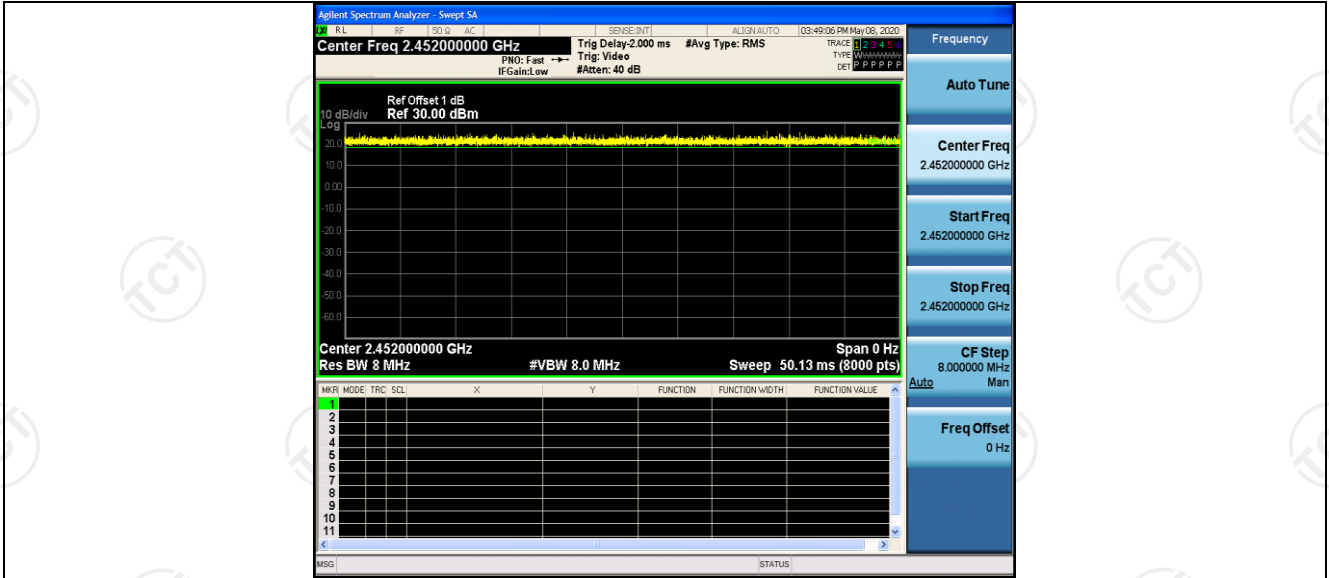 Agilent Spectrum Analyzer - Swept SA
RL RF 50 Ω AC SENSE:INT ALIGN AUTO 03:49:06 PM May 08, 2020
Center Freq 2.452000000 GHz
PNO: Fast
IFGain:Low
Trig Delay-2.000 ms
Trig: Video
#Atten: 40 dB
#Avg Type: RMS
TRACE 1 2 3 4 5 6
TYPE WWWWWW
DET P P P P P P
Frequency
Auto Tune
Center Freq
2.452000000 GHz
Start Freq
2.452000000 GHz
Stop Freq
2.452000000 GHz
CF Step
8.000000 MHz
Auto Man
Freq Offset
0 Hz
Ref Offset 1 dB
10 dB/div Ref 30.00 dBm
Log
20.0
10.0
0.00
-10.0
-20.0
-30.0
-40.0
-50.0
-60.0
Center 2.452000000 GHz Span 0 Hz
Res BW 8 MHz #VBW 8.0 MHz Sweep 50.13 ms (8000 pts)
MKR MODE TRC SCL X Y FUNCTION FUNCTION WIDTH FUNCTION VALUE
1
2
3
4
5
6
7
8
9
10
11
MSG STATUS
TCT
TCT